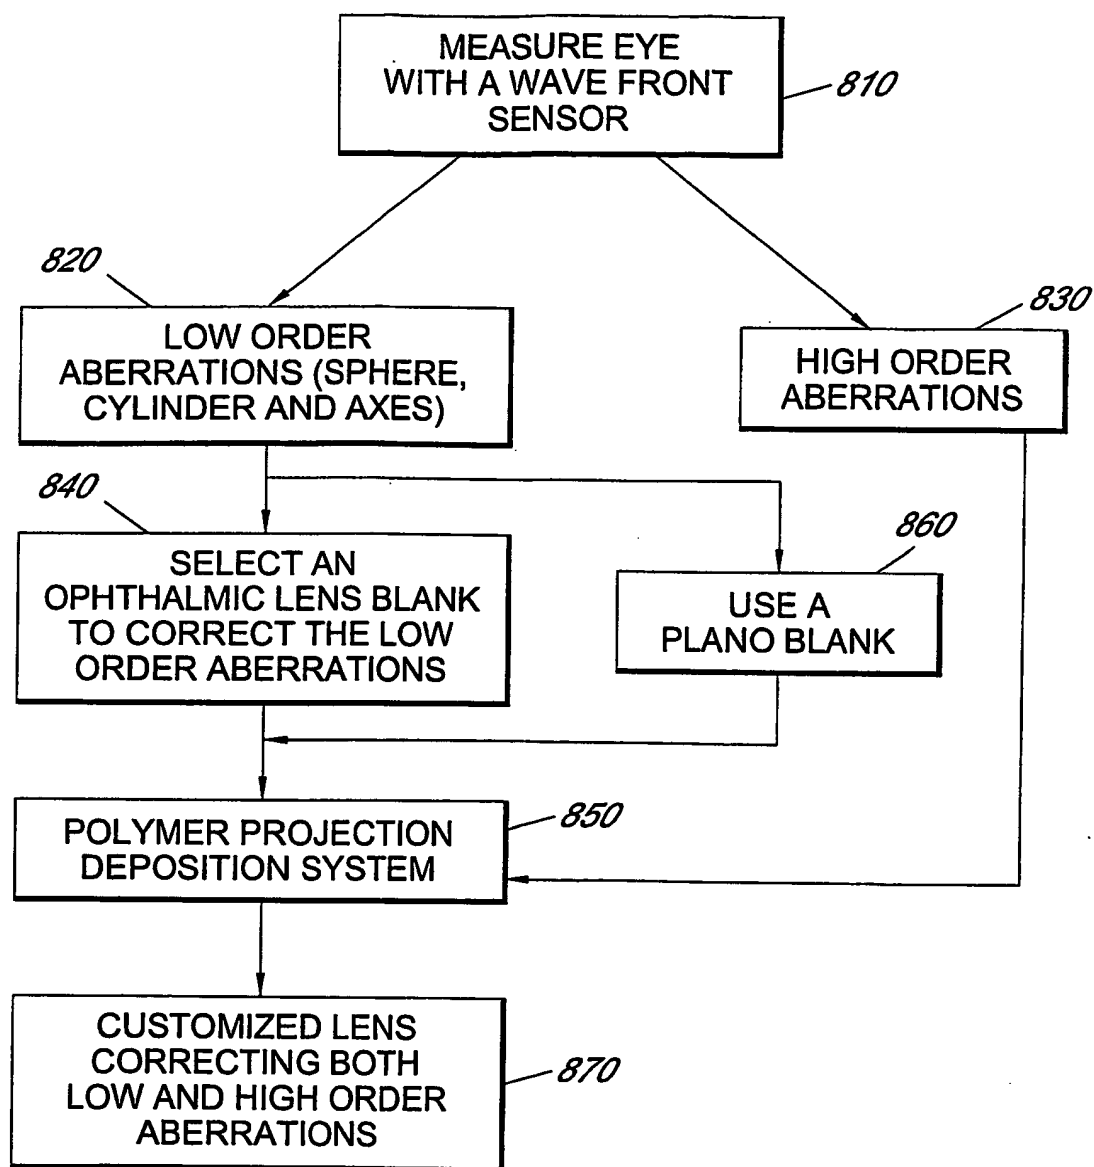 MEASURE EYE
WITH A WAVE FRONT
SENSOR
810
820
LOW ORDER
ABERRATIONS (SPHERE,
CYLINDER AND AXES)
830
HIGH ORDER
ABERRATIONS
840
SELECT AN
OPHTHALMIC LENS BLANK
TO CORRECT THE LOW
ORDER ABERRATIONS
860
USE A
PLANO BLANK
POLYMER PROJECTION
DEPOSITION SYSTEM
850
CUSTOMIZED LENS
CORRECTING BOTH
LOW AND HIGH ORDER
ABERRATIONS
870